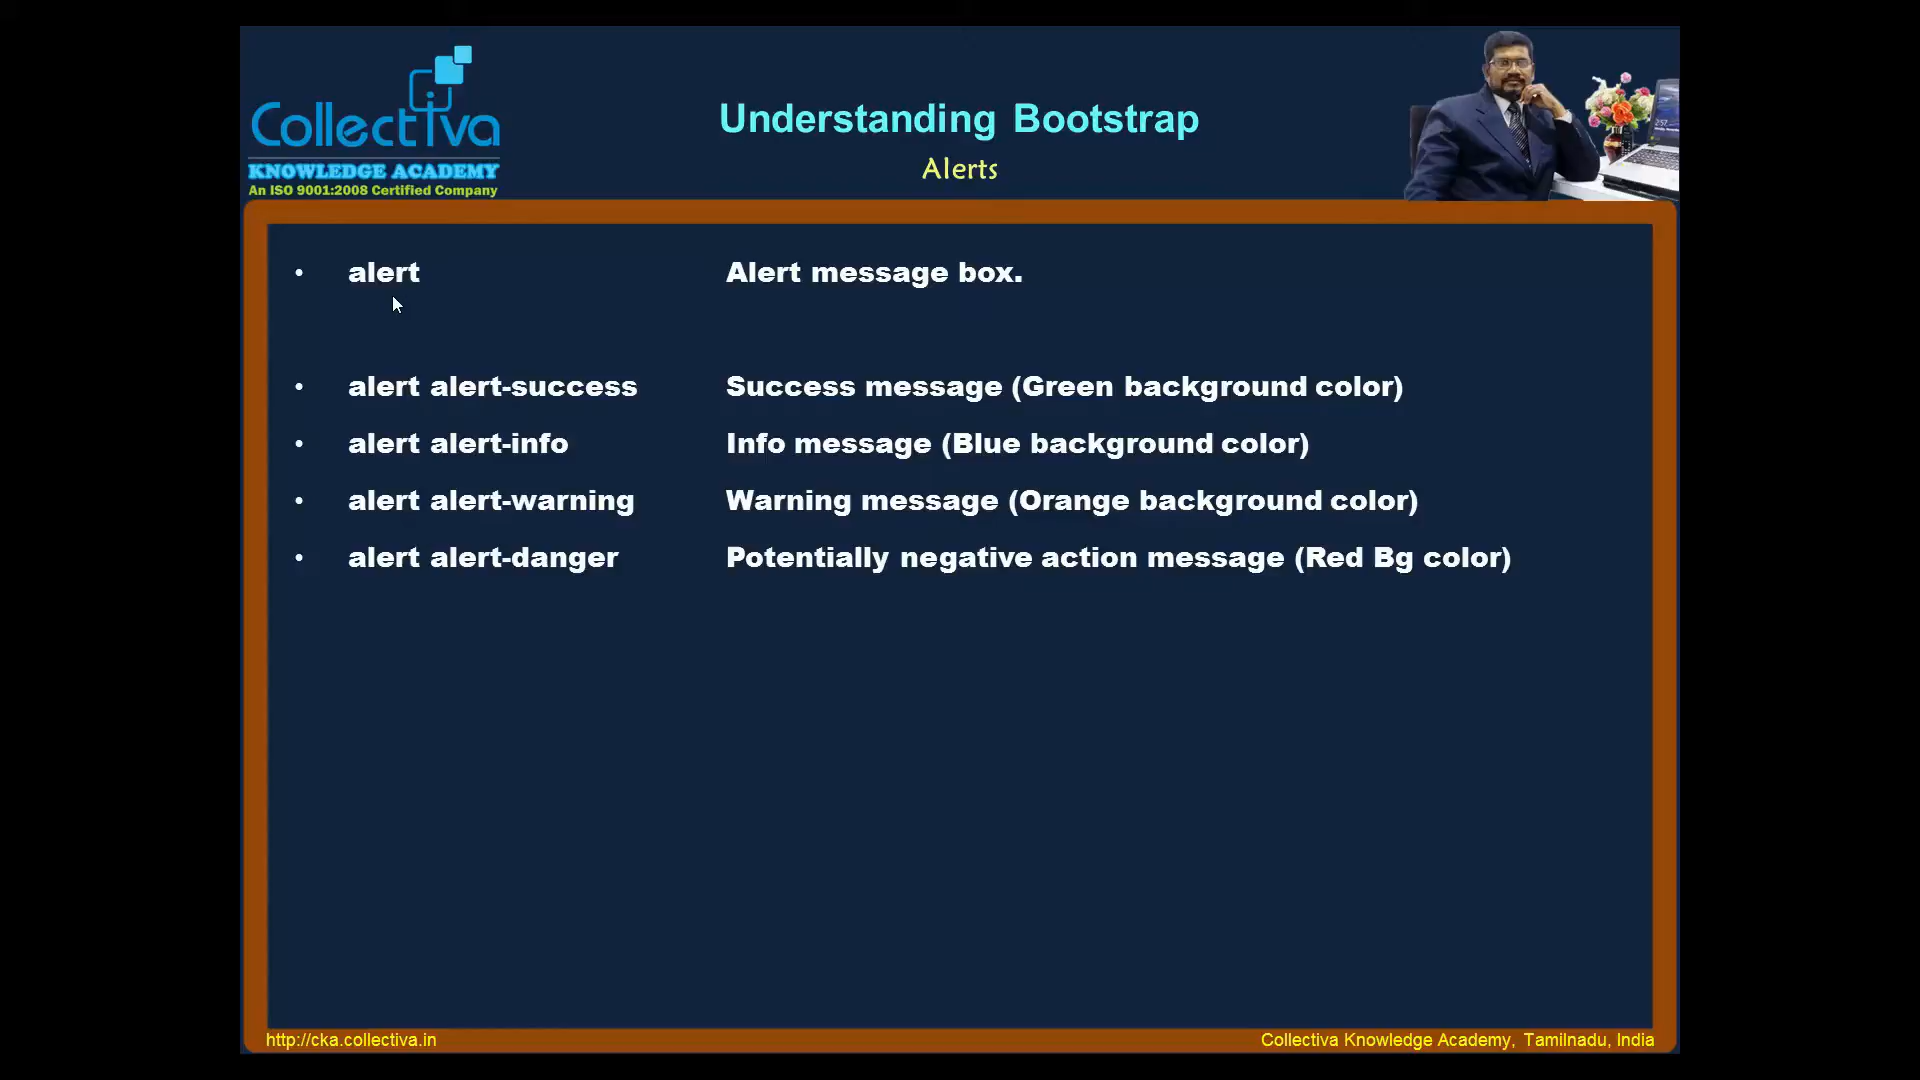 Collectiva
KNOWLEDGE ACADEMY
An ISO 9001:2008 Certified Company
Understanding Bootstrap
Alerts
• alert Alert message box.
• alert alert-success Success message (Green background color)
• alert alert-info Info message (Blue background color)
• alert alert-warning Warning message (Orange background color)
• alert alert-danger Potentially negative action message (Red Bg color)
http://cka.collectiva.in Collectiva Knowledge Academy, Tamilnadu, India